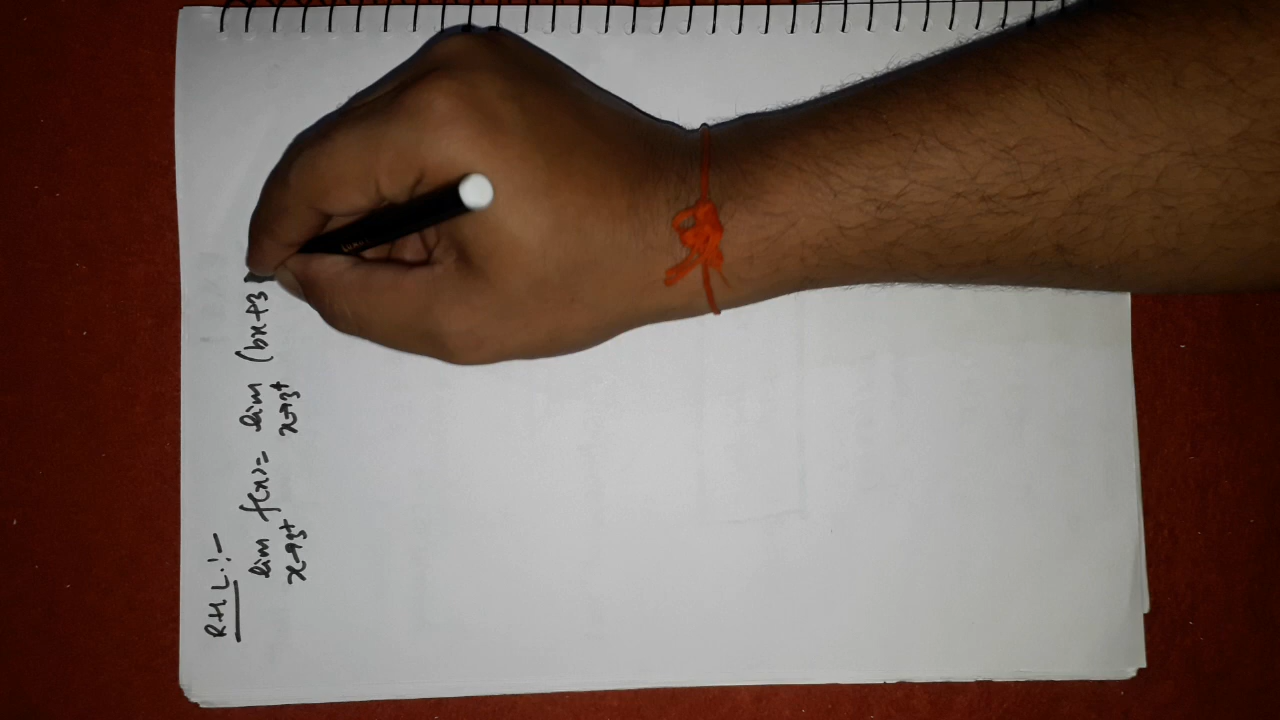 R.H.L.:-
lim f(x) = lim (bx+3
x→3⁺ x→3⁺